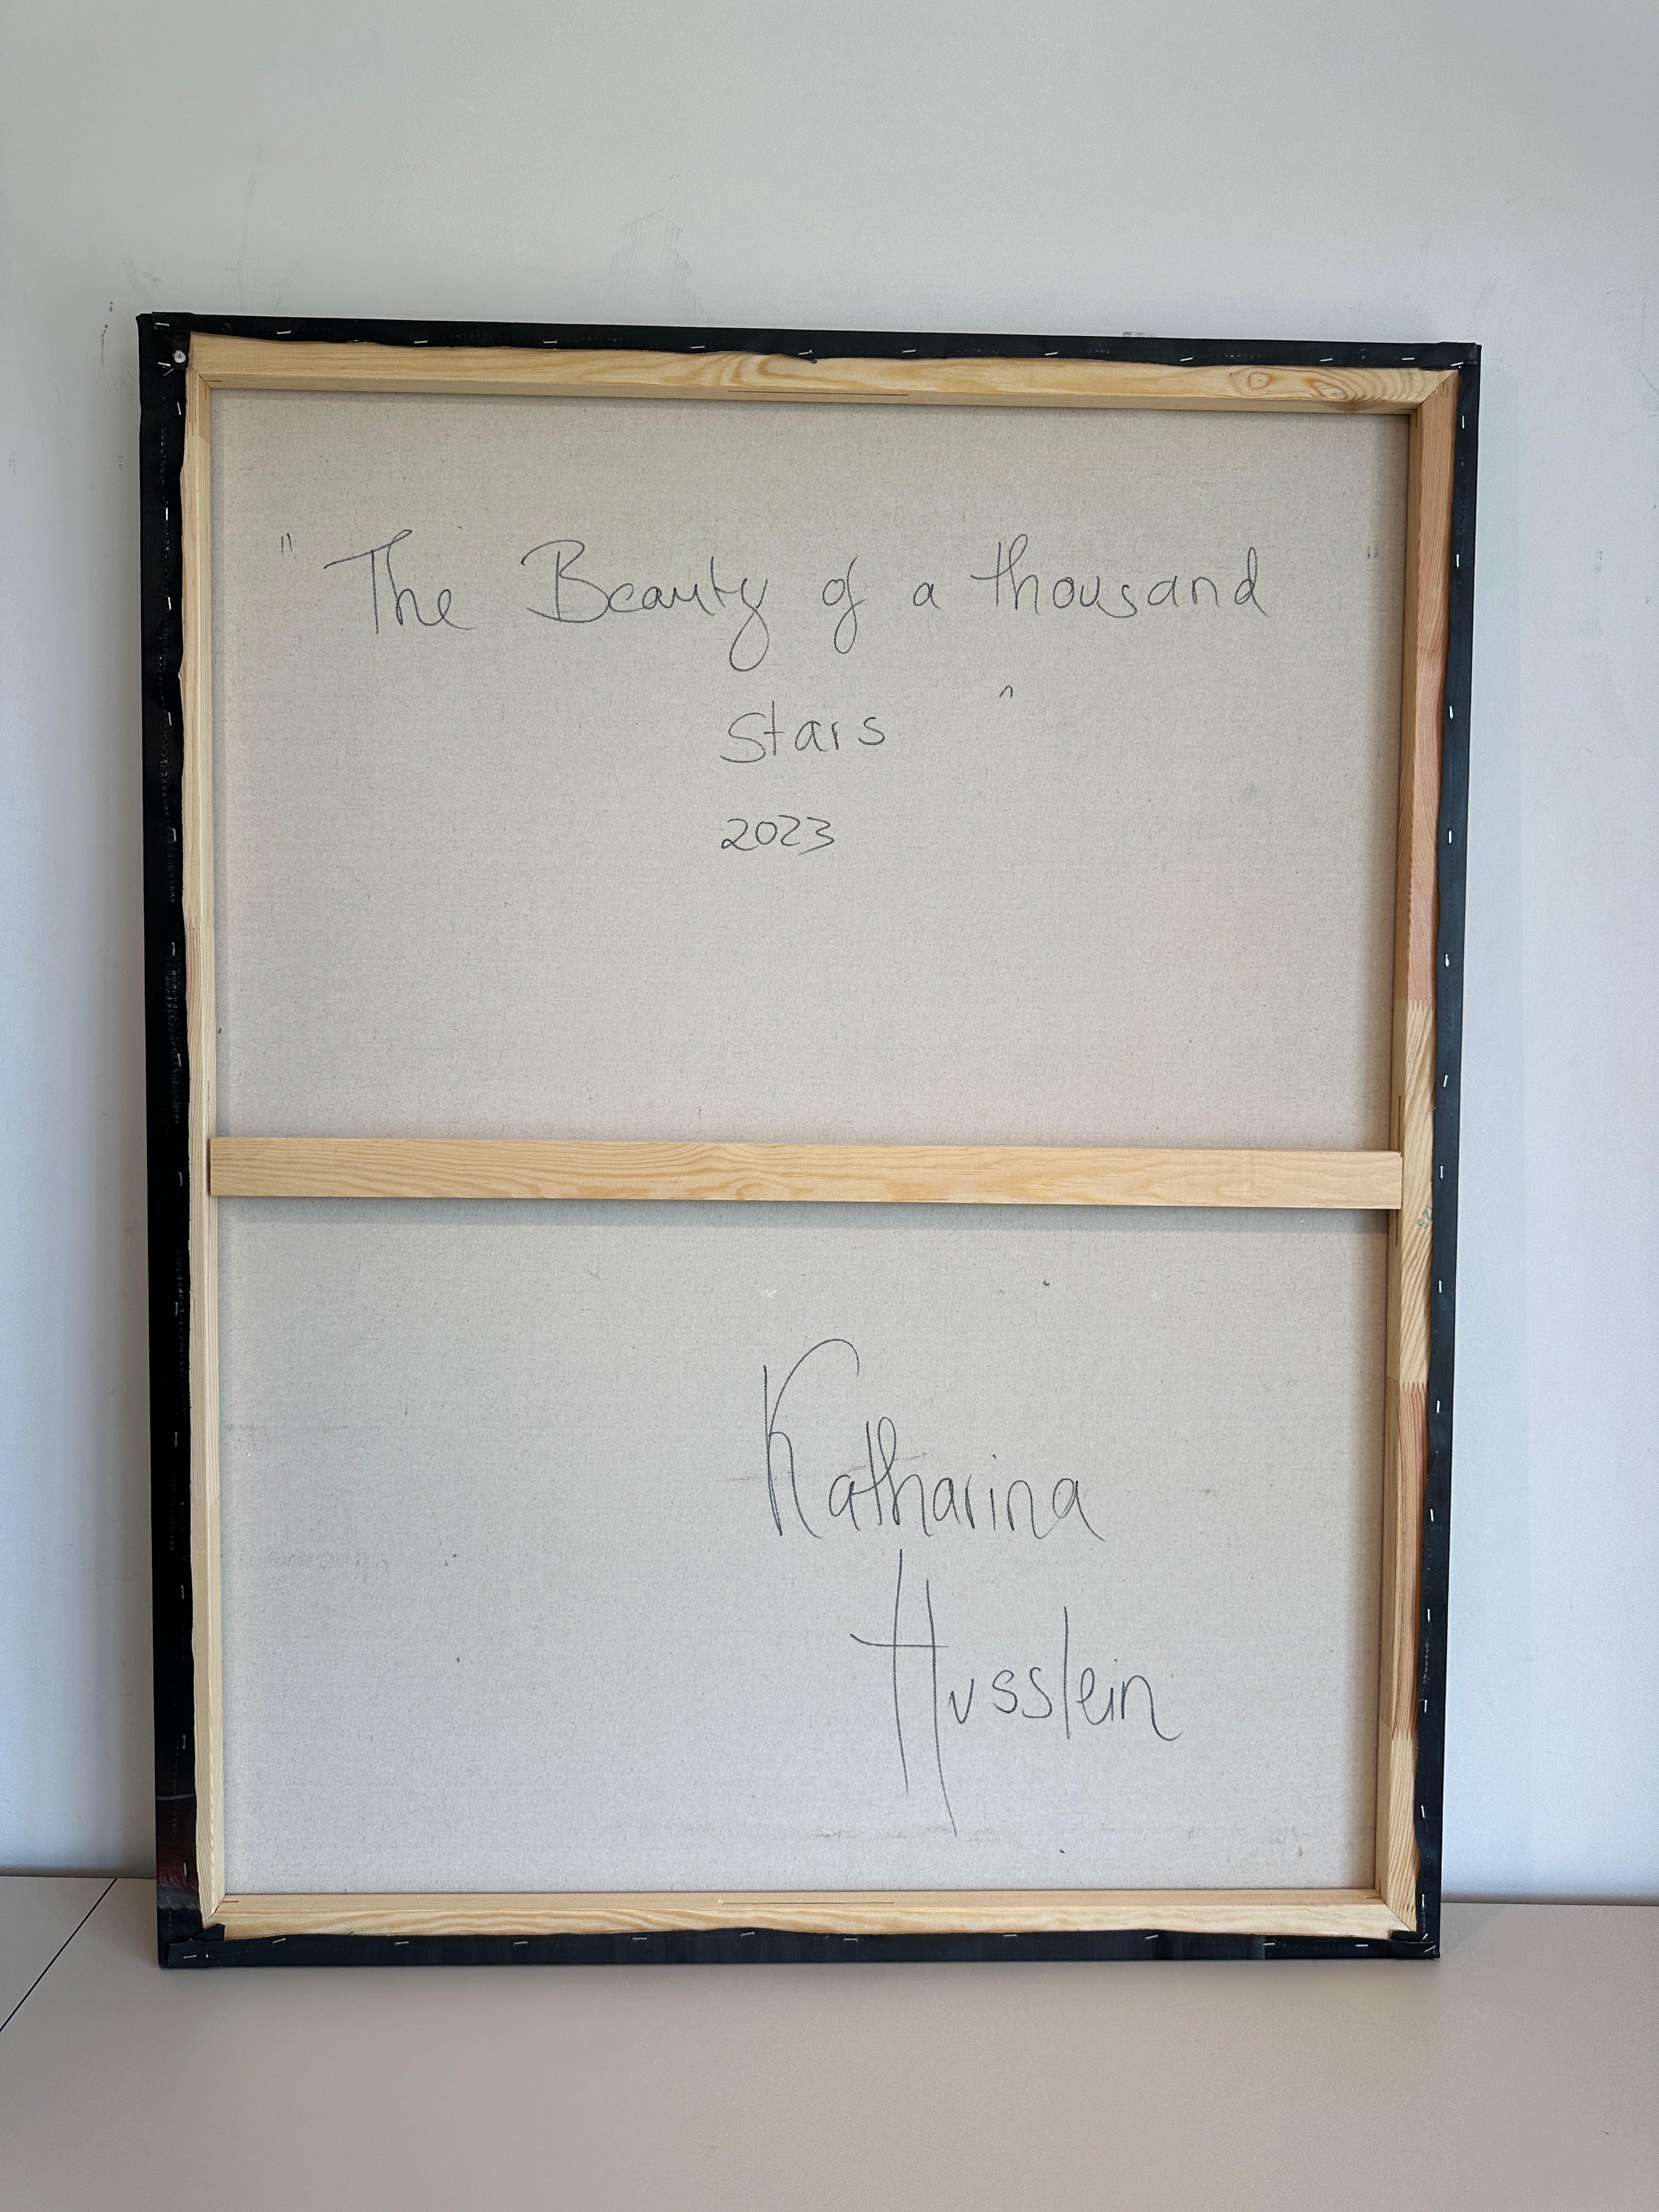 "The Beauty of a thousand
Stars"
2023
Katharina
Husslein